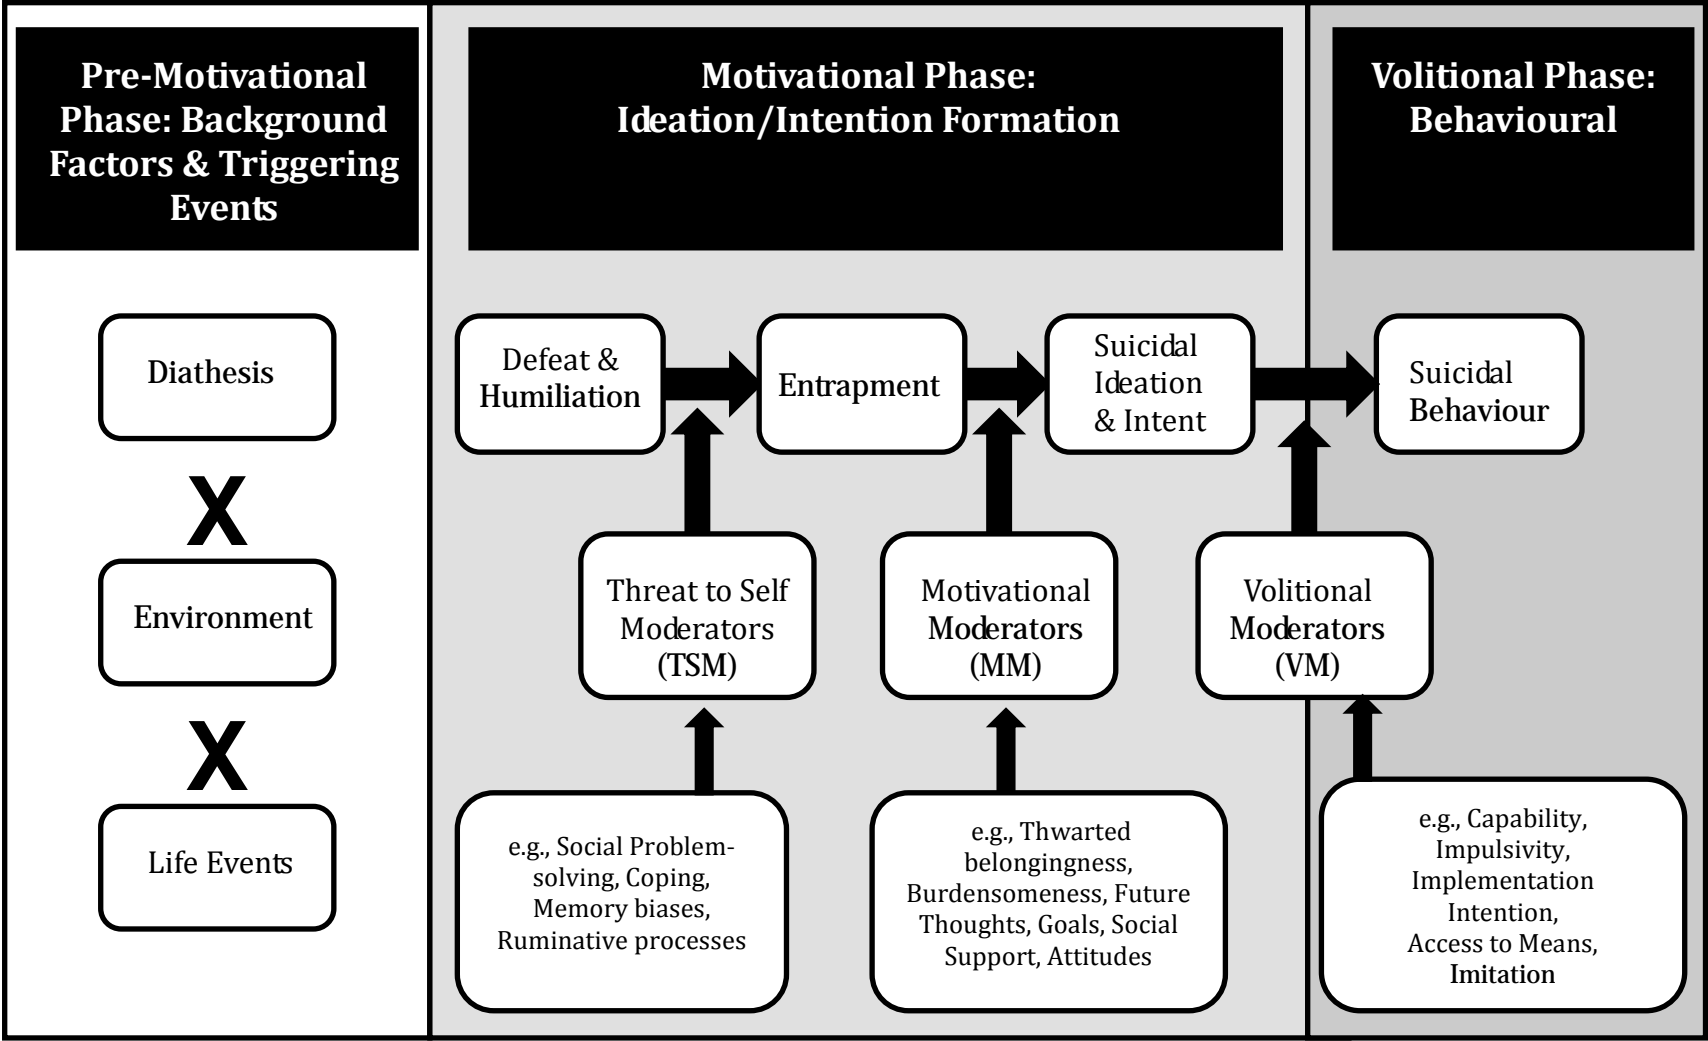 Pre-Motivational
Phase: Background
Factors & Triggering
Events
Motivational Phase:
Ideation/Intention Formation
Volitional Phase:
Behavioural
Diathesis
X
Environment
X
Life Events
Defeat &
Humiliation
Entrapment
Suicidal
Ideation
& Intent
Suicidal
Behaviour
Threat to Self
Moderators
(TSM)
Motivational
Moderators
(MM)
Volitional
Moderators
(VM)
e.g., Social Problem-
solving, Coping,
Memory biases,
Ruminative processes
e.g., Thwarted
belongingness,
Burdensomeness, Future
Thoughts, Goals, Social
Support, Attitudes
e.g., Capability,
Impulsivity,
Implementation
Intention,
Access to Means,
Imitation